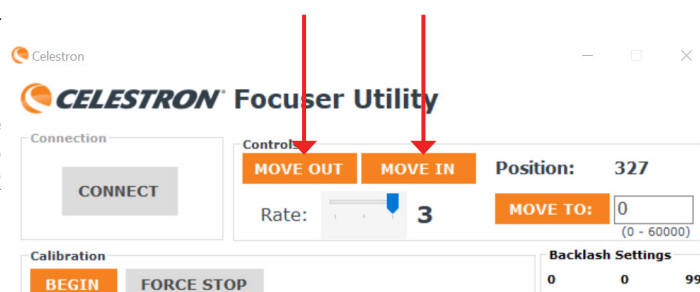 Celestron
CELESTRON Focuser Utility
Connection
CONNECT
Controls
MOVE OUT MOVE IN Position: 327
Rate: 3 MOVE TO: 0
(0 - 60000)
Calibration
BEGIN FORCE STOP
Backlash Settings
0 0 99